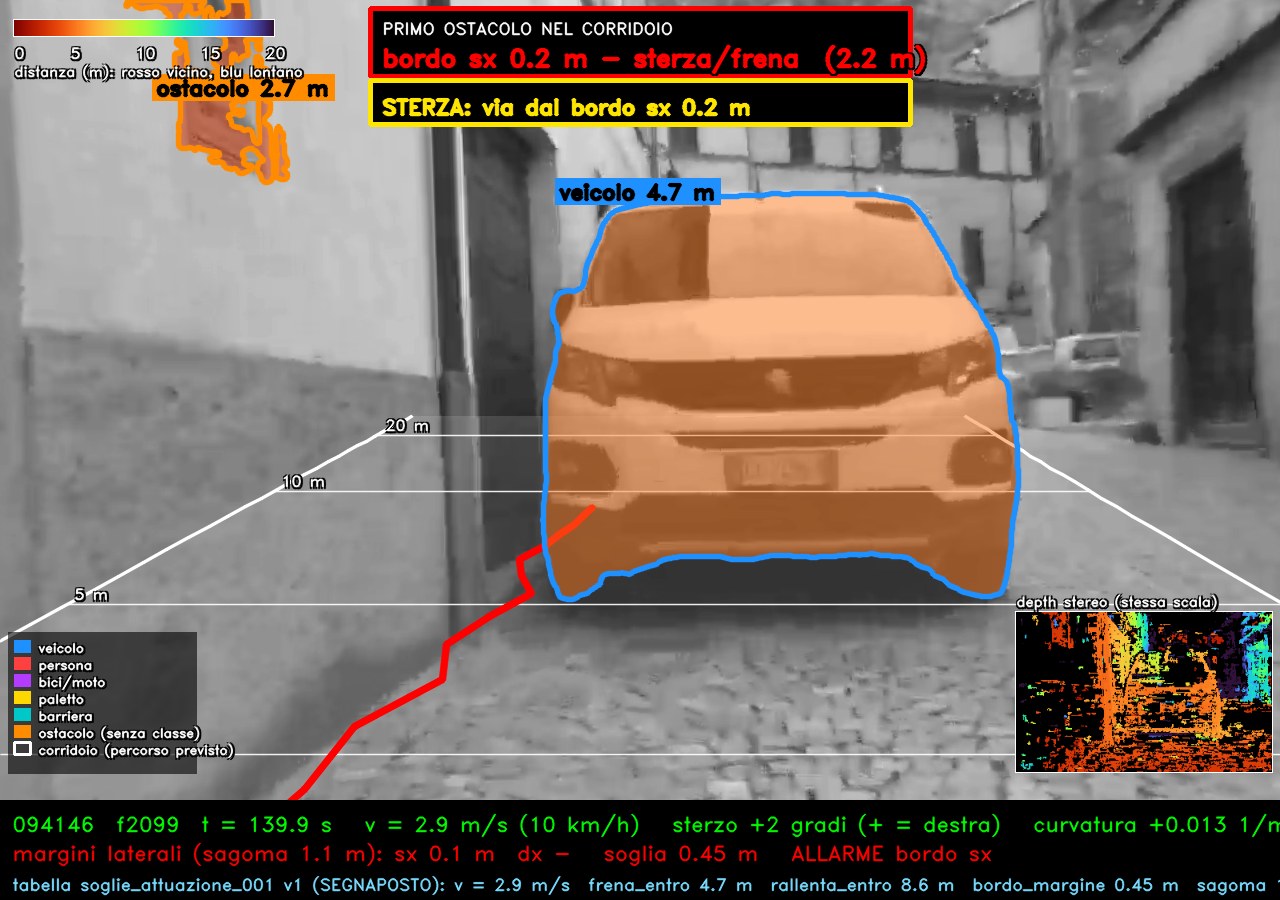 0 5 10 15 20
distanza (m): rosso vicino, blu lontano
ostacolo 2.7 m
PRIMO OSTACOLO NEL CORRIDOIO
bordo sx 0.2 m – sterza/frena (2.2 m)
STERZA: via dal bordo sx 0.2 m
veicolo 4.7 m
20 m
10 m
5 m
depth stereo (stessa scala)
veicolo
persona
bici/moto
paletto
barriera
ostacolo (senza classe)
corridoio (percorso previsto)
094146 f2099 t = 139.9 s v = 2.9 m/s (10 km/h) sterzo +2 gradi (+ = destra) curvatura +0.013 1/m
margini laterali (sagoma 1.1 m): sx 0.1 m dx – soglia 0.45 m ALLARME bordo sx
tabella soglie_attuazione_001 v1 (SEGNAPOSTO): v = 2.9 m/s frena_entro 4.7 m rallenta_entro 8.6 m bordo_margine 0.45 m sagoma